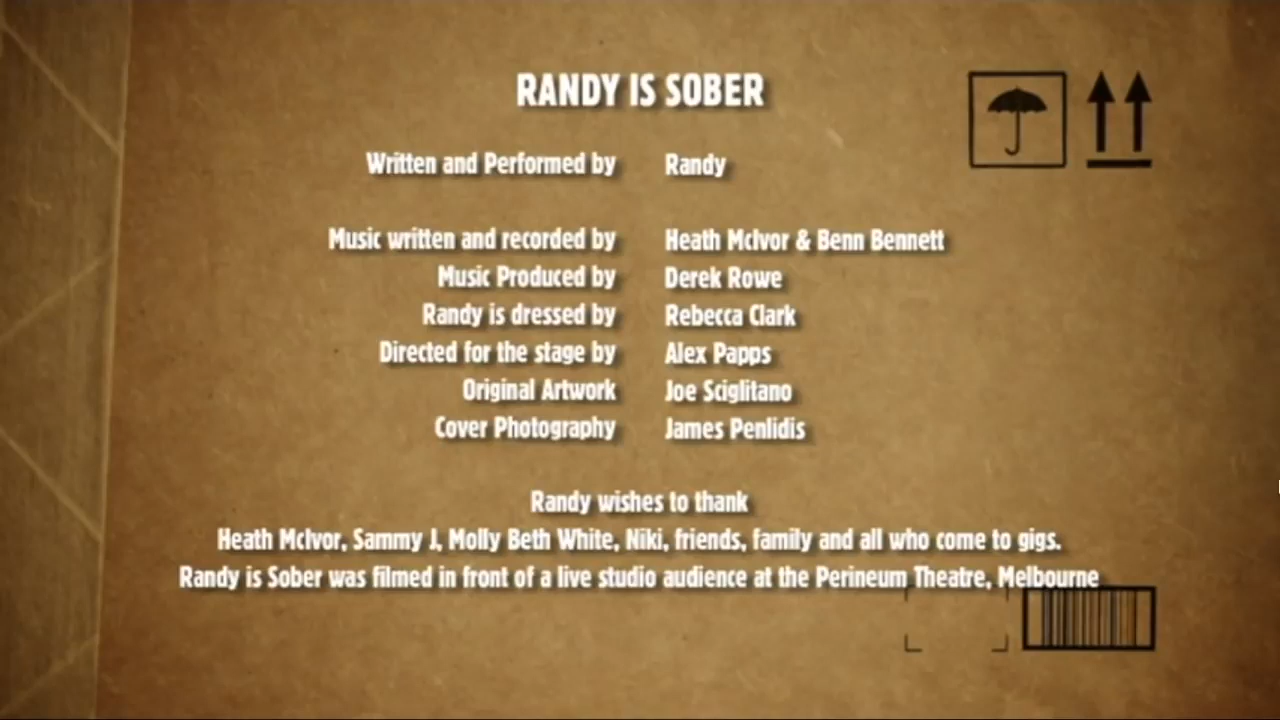 RANDY IS SOBER
Written and Performed by Randy
Music written and recorded by Heath McIvor & Benn Bennett
Music Produced by Derek Rowe
Randy is dressed by Rebecca Clark
Directed for the stage by Alex Papps
Original Artwork Joe Sciglitano
Cover Photography James Penlidis
Randy wishes to thank
Heath McIvor, Sammy J, Molly Beth White, Niki, friends, family and all who come to gigs.
Randy is Sober was filmed in front of a live studio audience at the Perineum Theatre, Melbourne